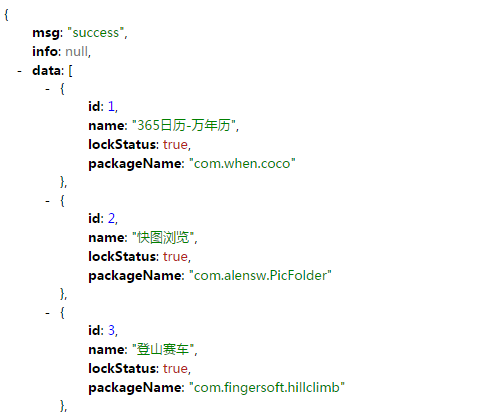 {
msg: "success",
info: null,
- data: [
- {
id: 1,
name: "365日历-万年历",
lockStatus: true,
packageName: "com.when.coco"
},
- {
id: 2,
name: "快图浏览",
lockStatus: true,
packageName: "com.alensw.PicFolder"
},
- {
id: 3,
name: "登山赛车",
lockStatus: true,
packageName: "com.fingersoft.hillclimb"
},